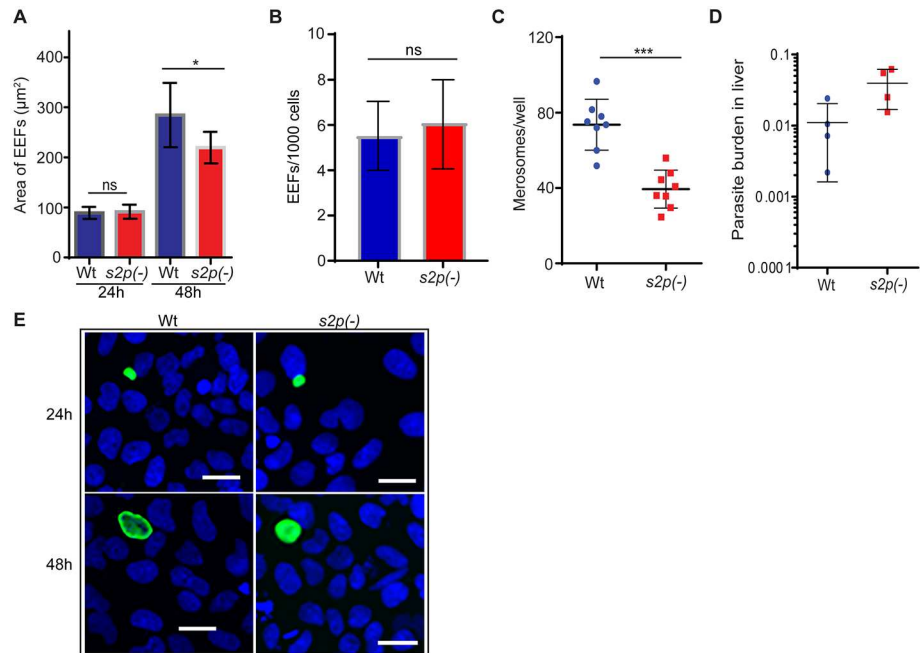 A
Area of EEFs (µm²)
400
300
200
100
0
ns
*
Wt s2p(-) Wt s2p(-)
24h 48h
B
EEFs/1000 cells
10
8
6
4
2
0
ns
Wt s2p(-)
C
Merosomes/well
120
80
40
0
***
Wt s2p(-)
D
Parasite burden in liver
0.1
0.01
0.001
0.0001
Wt s2p(-)
E
Wt s2p(-)
24h
48h